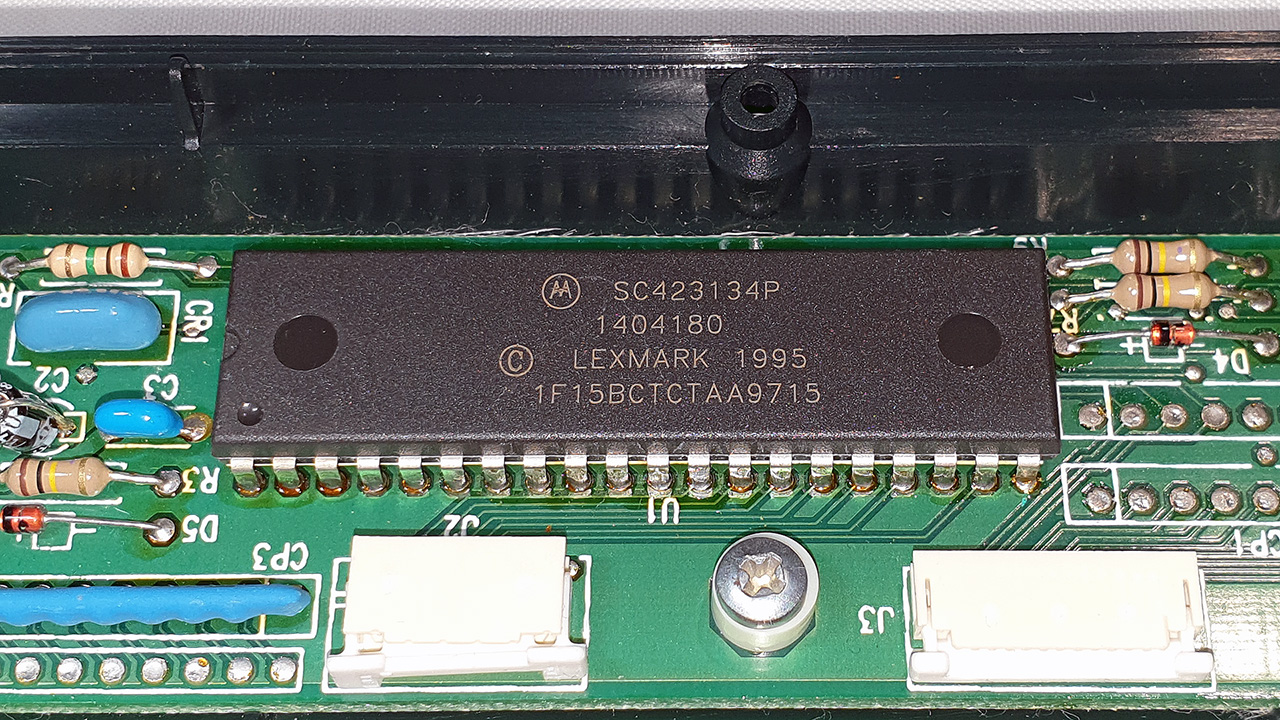 SC423134P
1404180
© LEXMARK 1995
1F15BCTCTAA9715
CR1
C2
C3
R3
D5
J2
U1
CP3
D4
J3
CP1